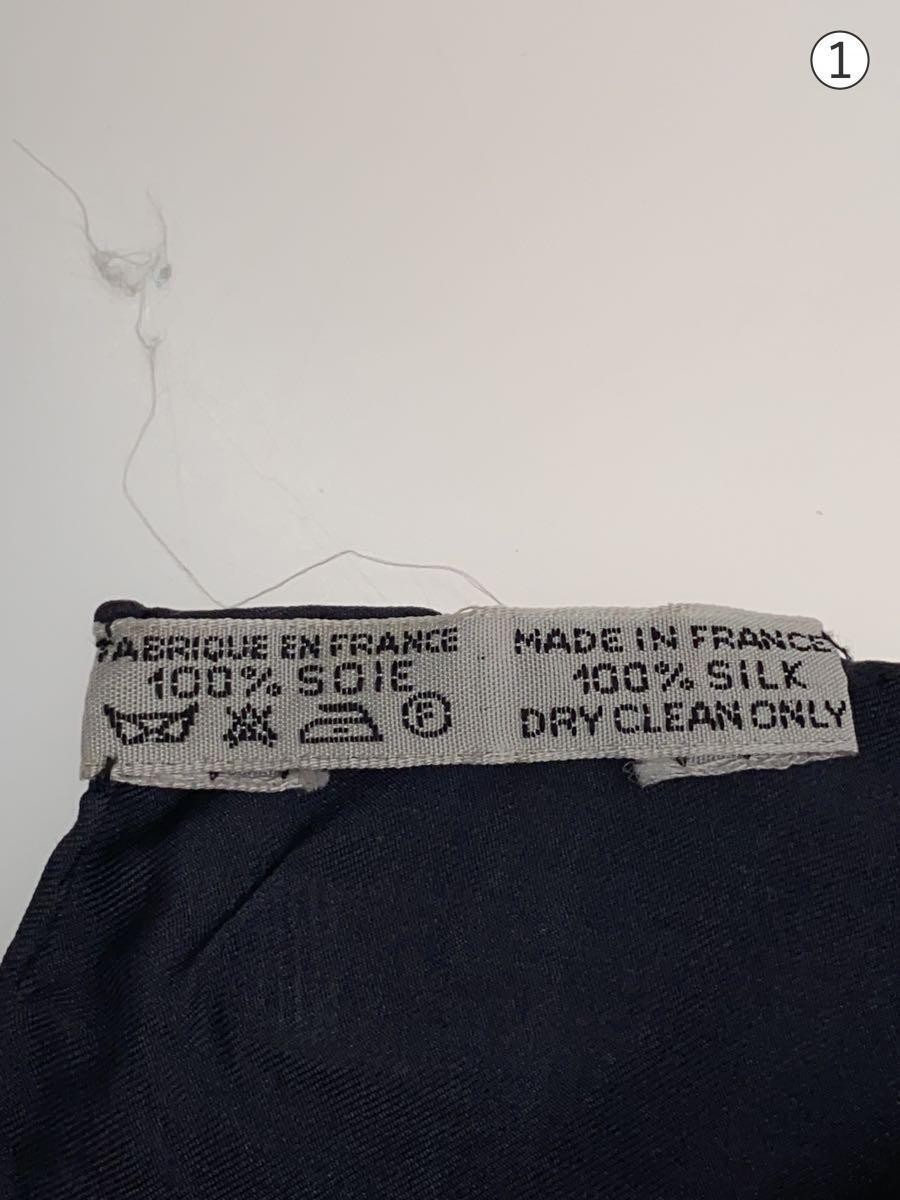 ①
FABRIQUE EN FRANCE
100% SOIE
F
MADE IN FRANCE
100% SILK
DRY CLEAN ONLY